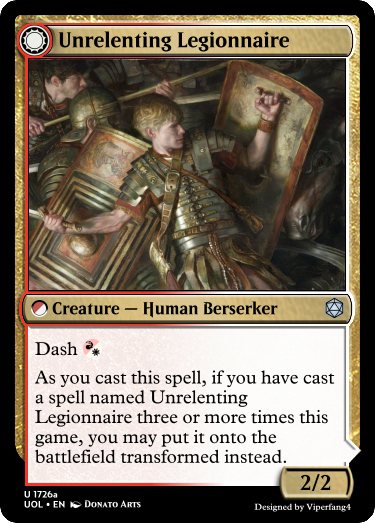 Unrelenting Legionnaire
Creature — Human Berserker
Dash
As you cast this spell, if you have cast
a spell named Unrelenting
Legionnaire three or more times this
game, you may put it onto the
battlefield transformed instead.
2/2
U 1726a
UOL • EN Donato Arts
Designed by Viperfang4